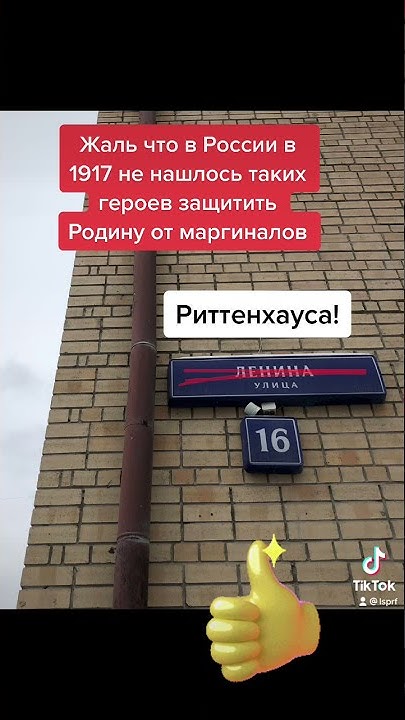 Жаль что в России в
1917 не нашлось таких
героев защитить
Родину от маргиналов
Риттенхауса!
ЛЕНИНА
УЛИЦА
16
TikTok
@lsprf